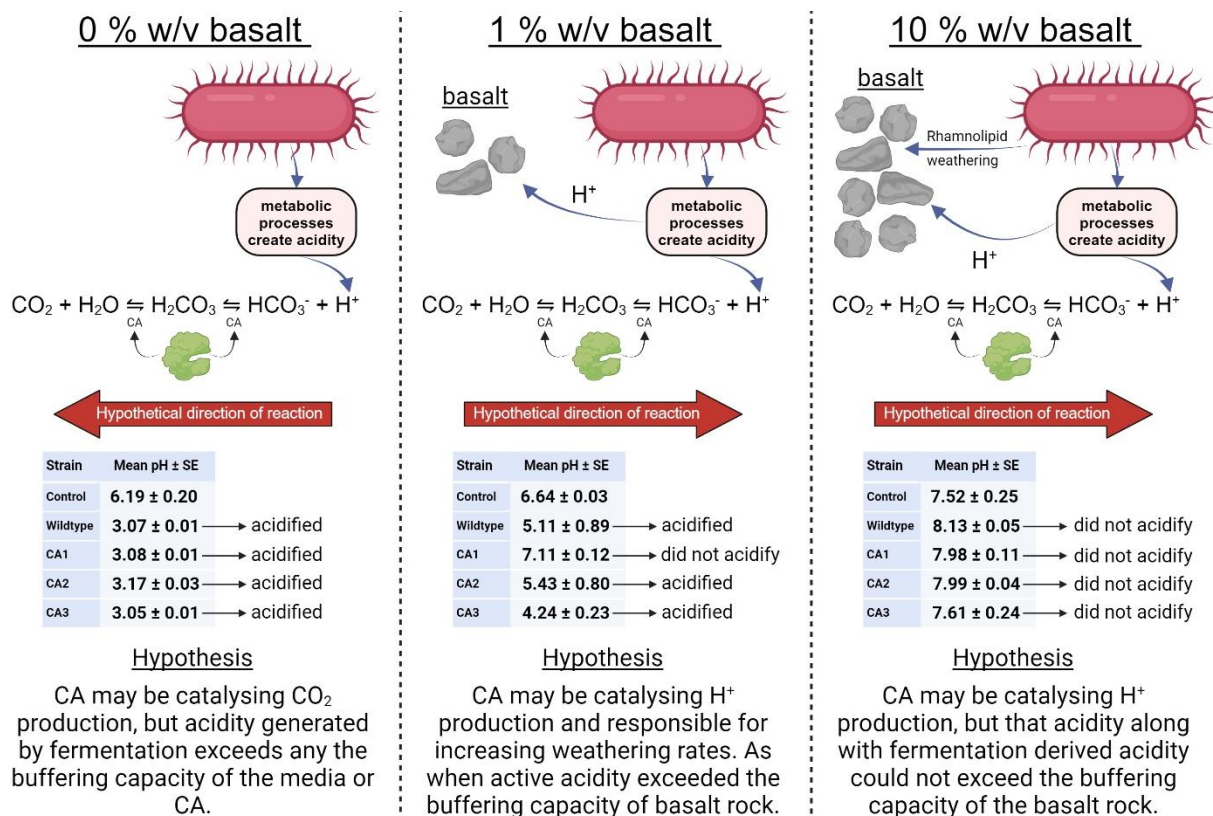 0 % w/v basalt
metabolic
processes
create acidity
CO₂ + H₂O ⇋ H₂CO₃ ⇋ HCO₃⁻ + H⁺
CA CA
Hypothetical direction of reaction
Strain Mean pH ± SE
Control 6.19 ± 0.20
Wildtype 3.07 ± 0.01 acidified
CA1 3.08 ± 0.01 acidified
CA2 3.17 ± 0.03 acidified
CA3 3.05 ± 0.01 acidified
Hypothesis
CA may be catalysing CO₂
production, but acidity generated
by fermentation exceeds any the
buffering capacity of the media or
CA.
1 % w/v basalt
basalt
H⁺
metabolic
processes
create acidity
CO₂ + H₂O ⇋ H₂CO₃ ⇋ HCO₃⁻ + H⁺
CA CA
Hypothetical direction of reaction
Strain Mean pH ± SE
Control 6.64 ± 0.03
Wildtype 5.11 ± 0.89 acidified
CA1 7.11 ± 0.12 did not acidify
CA2 5.43 ± 0.80 acidified
CA3 4.24 ± 0.23 acidified
Hypothesis
CA may be catalysing H⁺
production and responsible for
increasing weathering rates. As
when active acidity exceeded the
buffering capacity of basalt rock.
10 % w/v basalt
basalt
Rhamnolipid
weathering
H⁺
metabolic
processes
create acidity
CO₂ + H₂O ⇋ H₂CO₃ ⇋ HCO₃⁻ + H⁺
CA CA
Hypothetical direction of reaction
Strain Mean pH ± SE
Control 7.52 ± 0.25
Wildtype 8.13 ± 0.05 did not acidify
CA1 7.98 ± 0.11 did not acidify
CA2 7.99 ± 0.04 did not acidify
CA3 7.61 ± 0.24 did not acidify
Hypothesis
CA may be catalysing H⁺
production, but that acidity along
with fermentation derived acidity
could not exceed the buffering
capacity of the basalt rock.